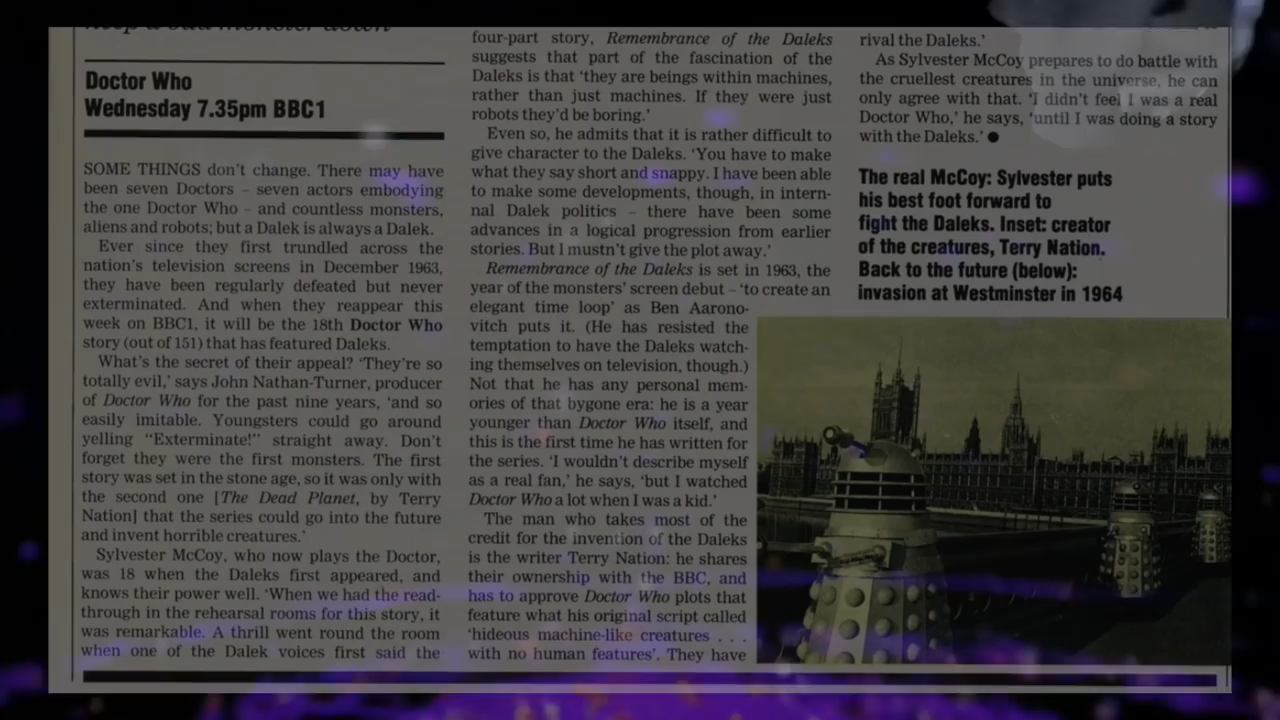 keep a bad monster down
Doctor Who
Wednesday 7.35pm BBC1
SOME THINGS don't change. There may have
been seven Doctors – seven actors embodying
the one Doctor Who – and countless monsters,
aliens and robots; but a Dalek is always a Dalek.
Ever since they first trundled across the
nation's television screens in December 1963,
they have been regularly defeated but never
exterminated. And when they reappear this
week on BBC1, it will be the 18th Doctor Who
story (out of 151) that has featured Daleks.
What's the secret of their appeal? 'They're so
totally evil,' says John Nathan-Turner, producer
of Doctor Who for the past nine years, 'and so
easily imitable. Youngsters could go around
yelling "Exterminate!" straight away. Don't
forget they were the first monsters. The first
story was set in the stone age, so it was only with
the second one [The Dead Planet, by Terry
Nation] that the series could go into the future
and invent horrible creatures.'
Sylvester McCoy, who now plays the Doctor,
was 18 when the Daleks first appeared, and
knows their power well. 'When we had the read-
through in the rehearsal rooms for this story, it
was remarkable. A thrill went round the room
when one of the Dalek voices first said the
four-part story, Remembrance of the Daleks
suggests that part of the fascination of the
Daleks is that 'they are beings within machines,
rather than just machines. If they were just
robots they'd be boring.'
Even so, he admits that it is rather difficult to
give character to the Daleks. 'You have to make
what they say short and snappy. I have been able
to make some developments, though, in intern-
nal Dalek politics – there have been some
advances in a logical progression from earlier
stories. But I mustn't give the plot away.'
Remembrance of the Daleks is set in 1963, the
year of the monsters' screen debut – 'to create an
elegant time loop' as Ben Aarono-
vitch puts it. (He has resisted the
temptation to have the Daleks watch-
ing themselves on television, though.)
Not that he has any personal mem-
ories of that bygone era: he is a year
younger than Doctor Who itself, and
this is the first time he has written for
the series. 'I wouldn't describe myself
as a real fan,' he says, 'but I watched
Doctor Who a lot when I was a kid.'
The man who takes most of the
credit for the invention of the Daleks
is the writer Terry Nation: he shares
their ownership with the BBC, and
has to approve Doctor Who plots that
feature what his original script called
'hideous machine-like creatures . . .
with no human features'. They have
rival the Daleks.'
As Sylvester McCoy prepares to do battle with
the cruellest creatures in the universe, he can
only agree with that. 'I didn't feel I was a real
Doctor Who,' he says, 'until I was doing a story
with the Daleks.' ●
The real McCoy: Sylvester puts
his best foot forward to
fight the Daleks. Inset: creator
of the creatures, Terry Nation.
Back to the future (below):
invasion at Westminster in 1964